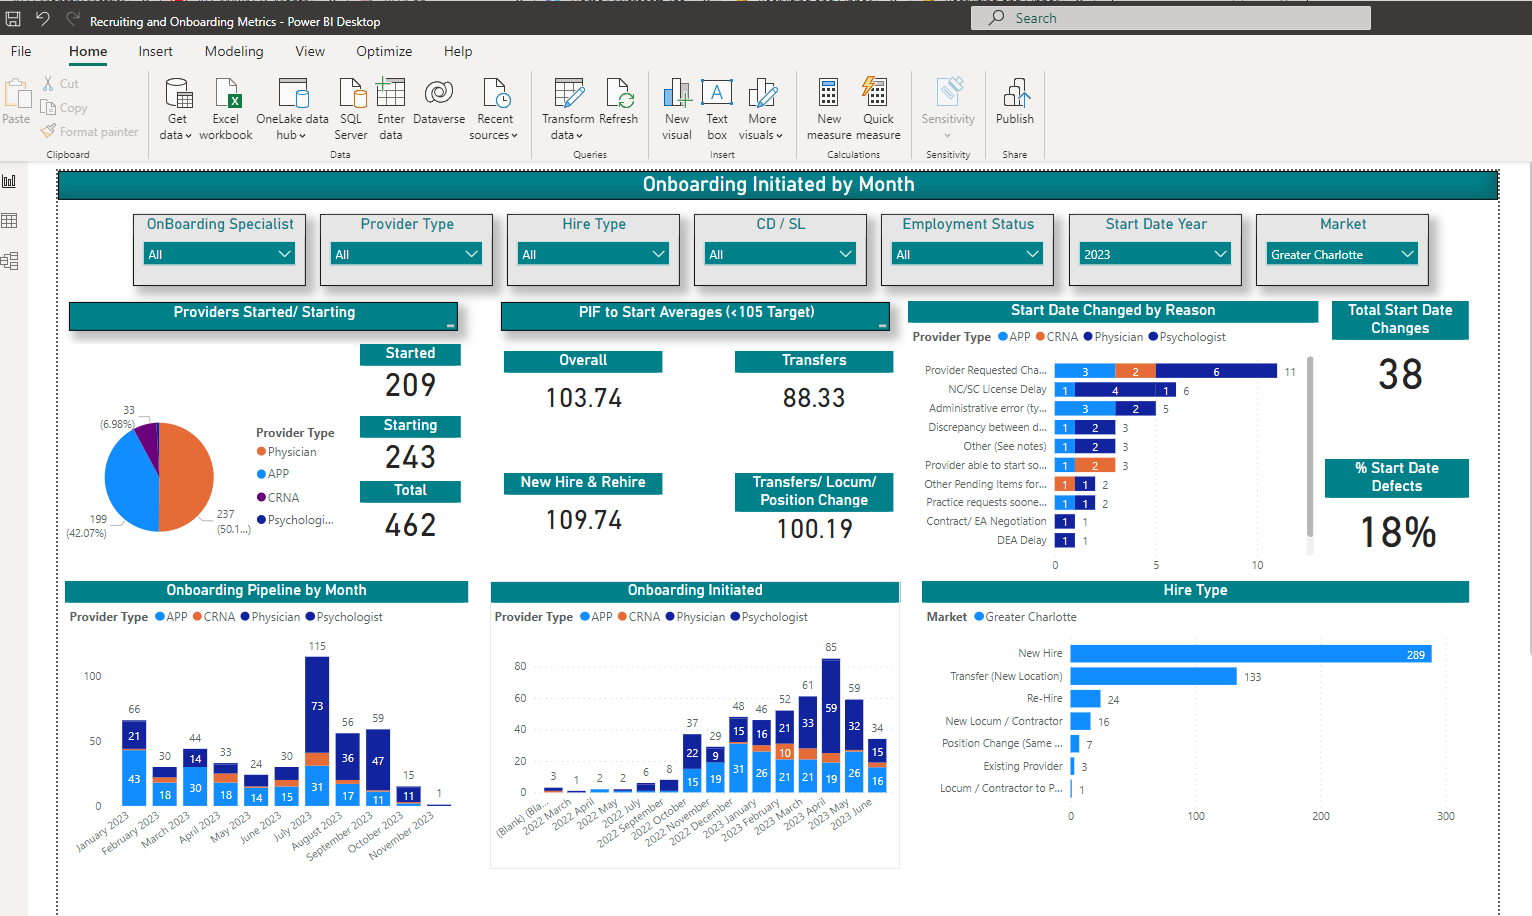 Recruiting and Onboarding Metrics - Power BI Desktop
Search
File Home Insert Modeling View Optimize Help
Paste
Cut
Copy
Format painter
Clipboard
Get data
Excel workbook
OneLake data hub
SQL Server
Enter data
Dataverse
Recent sources
Data
Transform data
Refresh
Queries
New visual
Text box
More visuals
Insert
New measure
Quick measure
Calculations
Sensitivity
Sensitivity
Publish
Share
Onboarding Initiated by Month
OnBoarding Specialist
All
Provider Type
All
Hire Type
All
CD / SL
All
Employment Status
All
Start Date Year
2023
Market
Greater Charlotte
Providers Started/ Starting
Started
209
Starting
243
Total
462
33
(6.98%)
199
(42.07%)
237
(50.1...)
Provider Type
Physician
APP
CRNA
Psychologi...
PIF to Start Averages (<105 Target)
Overall
103.74
Transfers
88.33
New Hire & Rehire
109.74
Transfers/ Locum/
Position Change
100.19
Start Date Changed by Reason
Provider Type APP CRNA Physician Psychologist
Provider Requested Cha... 3 2 6 11
NC/SC License Delay 1 4 1 6
Administrative error (ty... 3 2 5
Discrepancy between d... 1 2 3
Other (See notes) 1 2 3
Provider able to start so... 1 2 3
Other Pending Items for... 1 1 2
Practice requests soone... 1 1 2
Contract/ EA Negotiation 1 1
DEA Delay 1 1
0 5 10
Total Start Date
Changes
38
% Start Date
Defects
18%
Onboarding Pipeline by Month
Provider Type APP CRNA Physician Psychologist
100
50
0
66 30 44 33 24 30 115 56 59 15 1
21 14 73 36 47 11
43 18 30 18 14 15 31 17 11
January 2023
February 2023
March 2023
April 2023
May 2023
June 2023
July 2023
August 2023
September 2023
October 2023
November 2023
Onboarding Initiated
Provider Type APP CRNA Physician Psychologist
80
60
40
20
0
3 1 2 2 6 8 37 29 48 46 52 61 85 59 34
22 9 15 16 21 33 59 32 15
10
15 19 31 26 21 21 19 26 16
(Blank) (Bla...
2022 March
2022 April
2022 May
2022 July
2022 September
2022 October
2022 November
2022 December
2023 January
2023 February
2023 March
2023 April
2023 May
2023 June
Hire Type
Market Greater Charlotte
New Hire 289
Transfer (New Location) 133
Re-Hire 24
New Locum / Contractor 16
Position Change (Same ... 7
Existing Provider 3
Locum / Contractor to P... 1
0 100 200 300